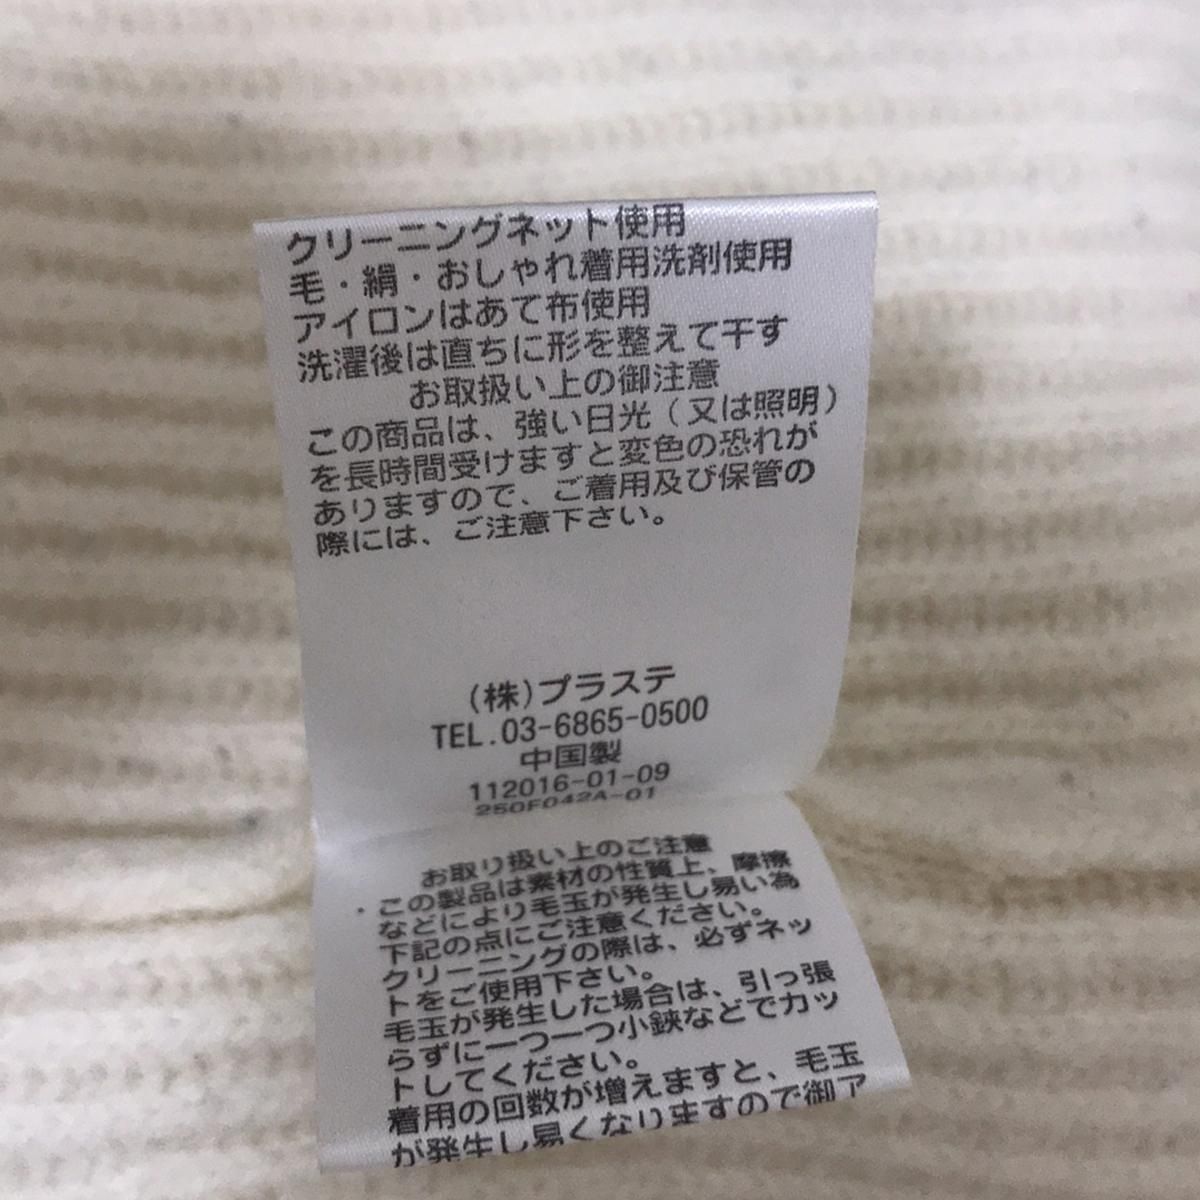 クリーニングネット使用
毛・絹・おしゃれ着用洗剤使用
アイロンはあて布使用
洗濯後は直ちに形を整えて干す
お取扱い上の御注意
この商品は、強い日光（又は照明）
を長時間受けますと変色の恐れが
ありますので、ご着用及び保管の
際には、ご注意下さい。
(株)プラステ
TEL.03-6865-0500
中国製
112016-01-09
250F042A-01
お取り扱い上のご注意
・この製品は素材の性質上、摩擦
などにより毛玉が発生し易い為
下記の点にご注意ください。
クリーニングの際は、必ずネッ
トをご使用下さい。
毛玉が発生した場合は、引っ張
らずに一つ一つ小鋏などでカッ
トしてください。
着用の回数が増えますと、毛玉
が発生し易くなりますので御ア